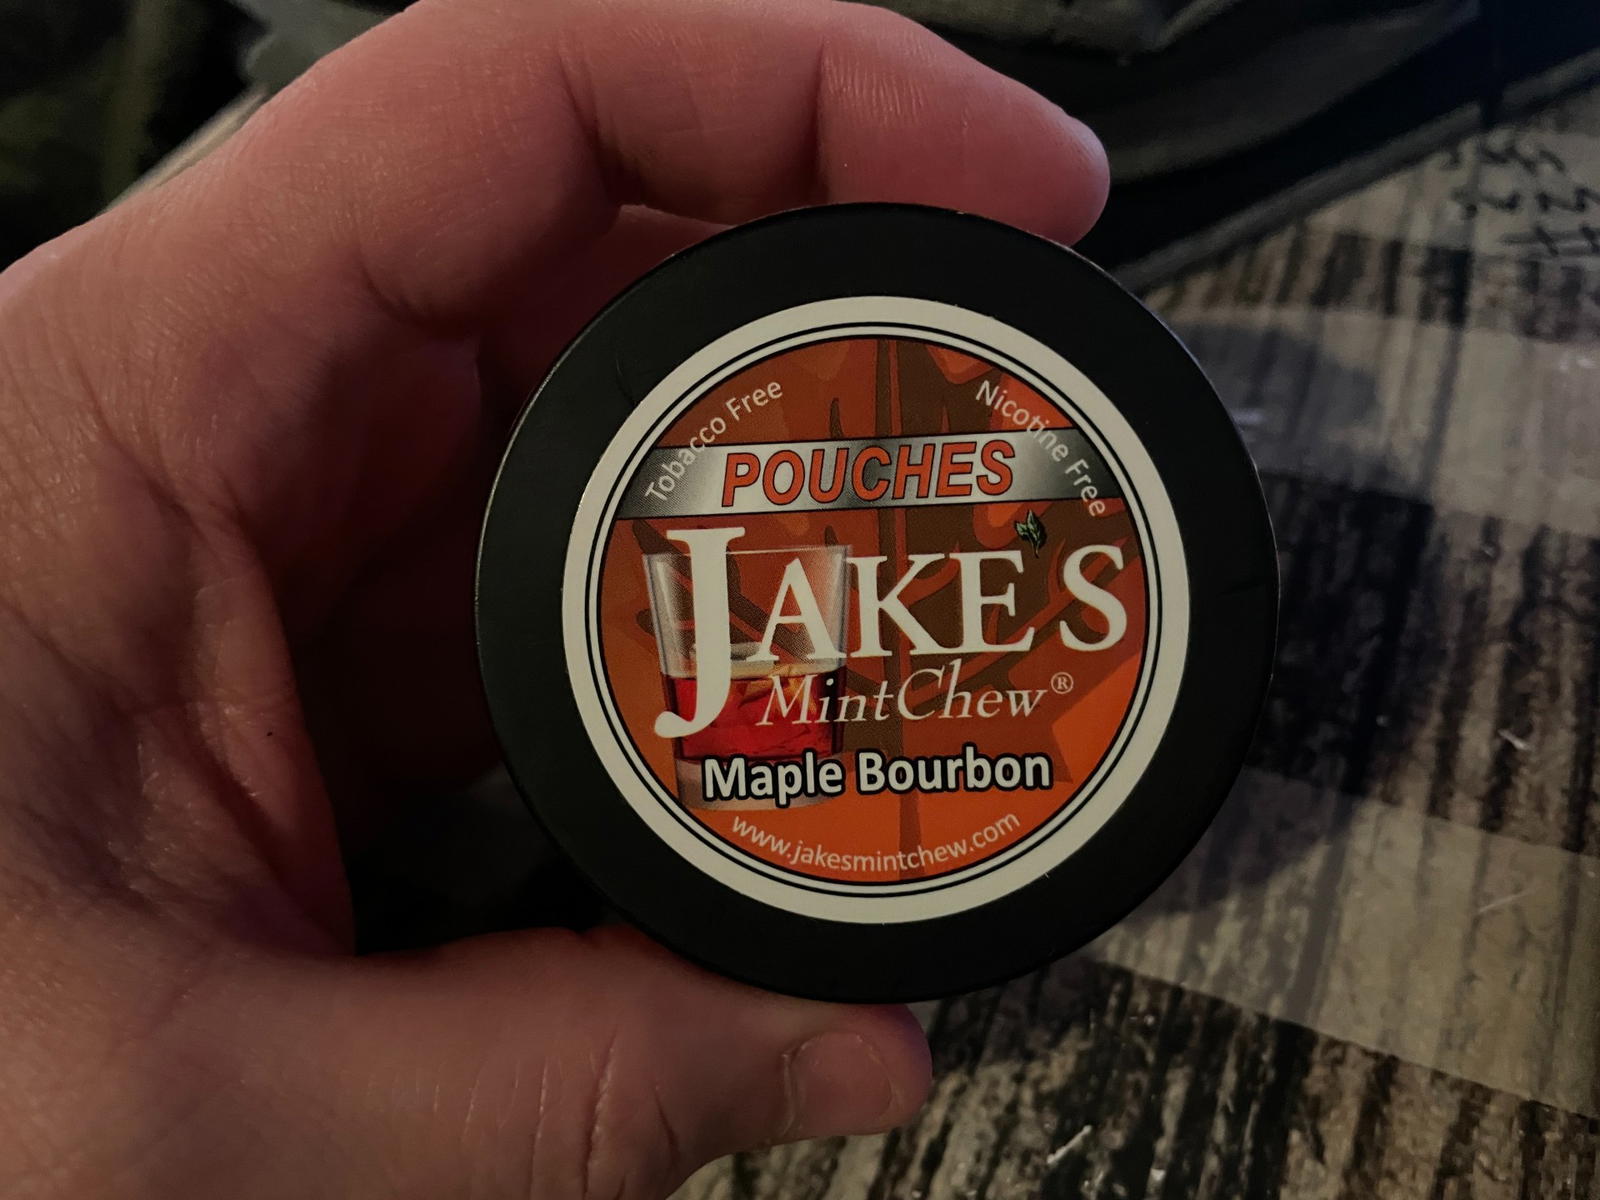 Tobacco Free
Nicotine Free
POUCHES
JAKE'S
MintChew®
Maple Bourbon
www.jakesmintchew.com